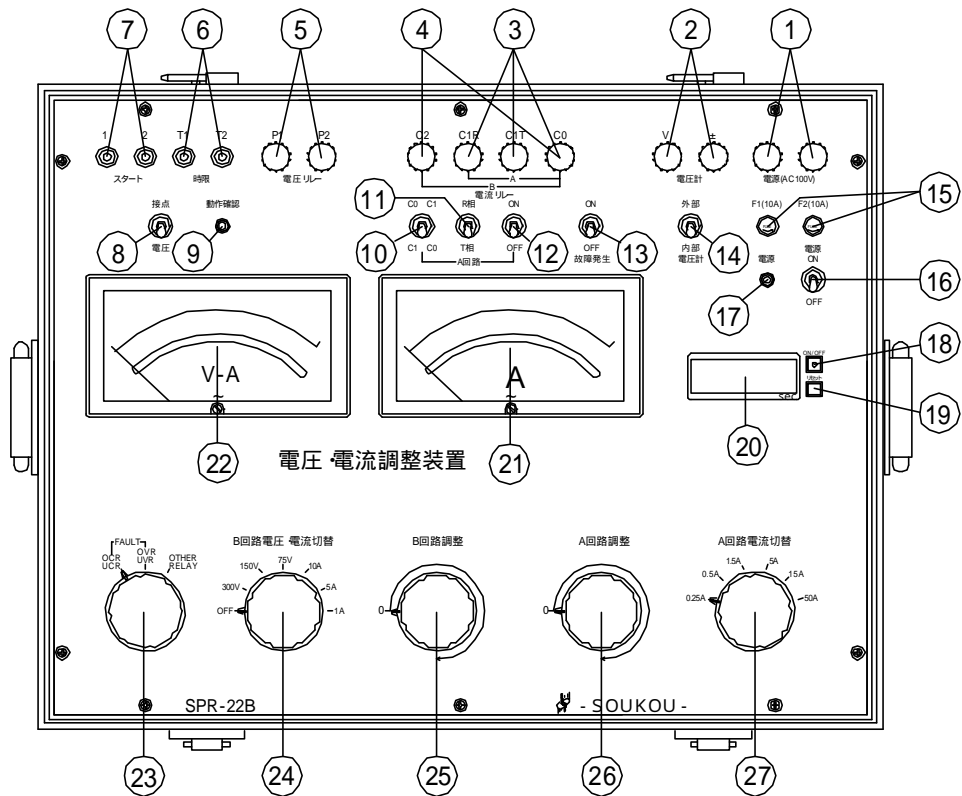 7 6 5 4 3 2 1
1 2 T1 T2 P1 P2 C2 C1R C1T C0 V ±
スタート 時限 電圧リレー A 電圧計 電源(AC100V)
B
電流リレー
11 15
接点 動作確認 C0 C1 R相 ON ON 外部 F1(10A) F2(10A)
8 9 10 12 13 14
電圧 C1 C0 T相 OFF OFF 内部 電源 電源
A回路 故障発生 電圧計 ON
16
17 OFF
ON/OFF 18
リセット 19
V-A A sec
~ ~
22 21 20
電圧・電流調整装置
B回路電圧・電流切替 B回路調整 A回路調整 A回路電流切替
FAULT
OCR UCR OVR UVR OTHER RELAY
OFF 300V 150V 75V 10A 5A 1A
0 0
0.25A 0.5A 1.5A 5A 15A 50A
SPR-22B - SOUKOU -
23 24 25 26 27